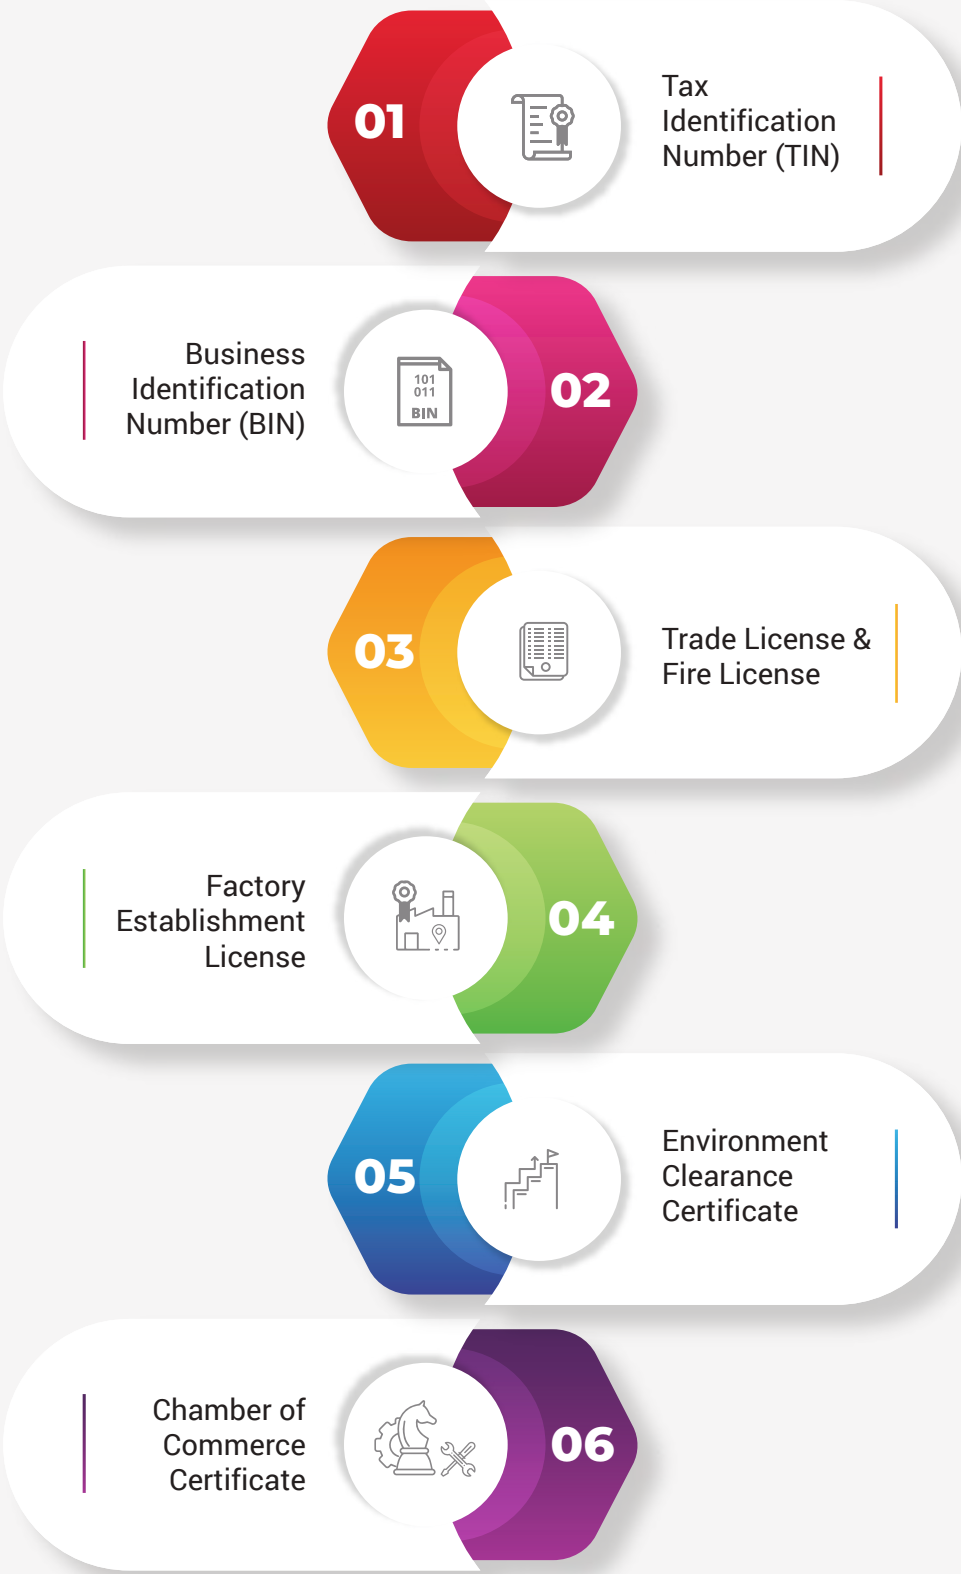 01
Tax
Identification
Number (TIN)
Business
Identification
Number (BIN)
101
011
BIN
02
03
Trade License &
Fire License
Factory
Establishment
License
04
05
Environment
Clearance
Certificate
Chamber of
Commerce
Certificate
06